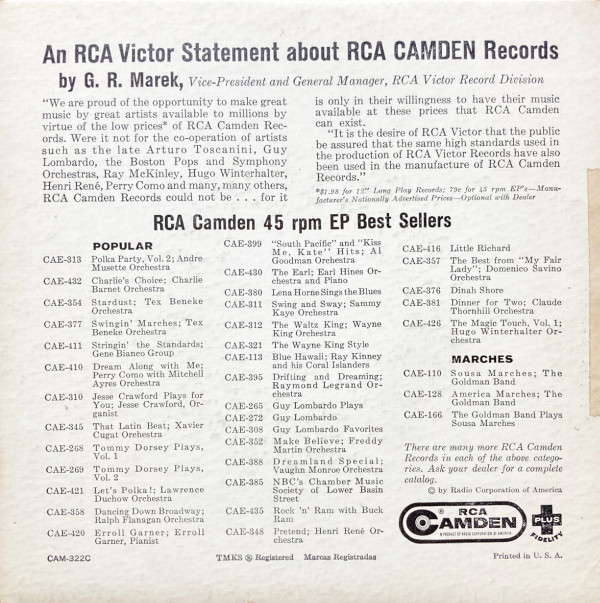 An RCA Victor Statement about RCA CAMDEN Records
by G. R. Marek, Vice-President and General Manager, RCA Victor Record Division
"We are proud of the opportunity to make great
music by great artists available to millions by
virtue of the low prices* of RCA Camden Rec-
ords. Were it not for the co-operation of artists
such as the late Arturo Toscanini, Guy
Lombardo, the Boston Pops and Symphony
Orchestras, Ray McKinley, Hugo Winterhalter,
Henri René, Perry Como and many, many others,
RCA Camden Records could not be . . . for it
is only in their willingness to have their music
available at these prices that RCA Camden
can exist.
"It is the desire of RCA Victor that the public
be assured that the same high standards used in
the production of RCA Victor Records have also
been used in the manufacture of RCA Camden
Records."
*$1.98 for 12" Long Play Records; 79c for 45 rpm EP's—Manu-
facturer's Nationally Advertised Prices—Optional with Dealer
RCA Camden 45 rpm EP Best Sellers
POPULAR
CAE-313 Polka Party, Vol. 2; Andre
Musette Orchestra
CAE-432 Charlie's Choice; Charlie
Barnet Orchestra
CAE-354 Stardust; Tex Beneke
Orchestra
CAE-377 Swingin' Marches; Tex
Beneke Orchestra
CAE-411 Stringin' the Standards;
Gene Bianco Group
CAE-410 Dream Along with Me;
Perry Como with Mitchell
Ayres Orchestra
CAE-310 Jesse Crawford Plays for
You; Jesse Crawford, Or-
ganist
CAE-345 That Latin Beat; Xavier
Cugat Orchestra
CAE-268 Tommy Dorsey Plays,
Vol. 1
CAE-269 Tommy Dorsey Plays,
Vol. 2
CAE-421 Let's Polka!; Lawrence
Duchow Orchestra
CAE-358 Dancing Down Broadway;
Ralph Flanagan Orchestra
CAE-420 Erroll Garner; Erroll
Garner, Pianist
CAE-399 "South Pacific" and "Kiss
Me, Kate" Hits; Al
Goodman Orchestra
CAE-430 The Earl; Earl Hines Or-
chestra and Piano
CAE-380 Lena Horne Sings the Blues
CAE-311 Swing and Sway; Sammy
Kaye Orchestra
CAE-312 The Waltz King; Wayne
King Orchestra
CAE-321 The Wayne King Style
CAE-113 Blue Hawaii; Ray Kinney
and his Coral Islanders
CAE-395 Drifting and Dreaming;
Raymond Legrand Or-
chestra
CAE-265 Guy Lombardo Plays
CAE-272 Guy Lombardo
CAE-308 Guy Lombardo Favorites
CAE-352 Make Believe; Freddy
Martin Orchestra
CAE-388 Dreamland Special;
Vaughn Monroe Orchestra
CAE-385 NBC's Chamber Music
Society of Lower Basin
Street
CAE-435 Rock 'n' Ram with Buck
Ram
CAE-348 Pretend; Henri René Or-
chestra
CAE-416 Little Richard
CAE-357 The Best from "My Fair
Lady"; Domenico Savino
Orchestra
CAE-376 Dinah Shore
CAE-381 Dinner for Two; Claude
Thornhill Orchestra
CAE-426 The Magic Touch, Vol. 1;
Hugo Winterhalter Or-
chestra
MARCHES
CAE-110 Sousa Marches; The
Goldman Band
CAE-128 America Marches; The
Goldman Band
CAE-166 The Goldman Band Plays
Sousa Marches
There are many more RCA Camden
Records in each of the above catego-
ries. Ask your dealer for a complete
catalog.
© by Radio Corporation of America
RCA
CAMDEN
A PRODUCT OF RADIO CORPORATION OF AMERICA
PLUS
FIDELITY
CAM-322C
TMKS ® Registered Marcas Registradas
Printed in U. S. A.